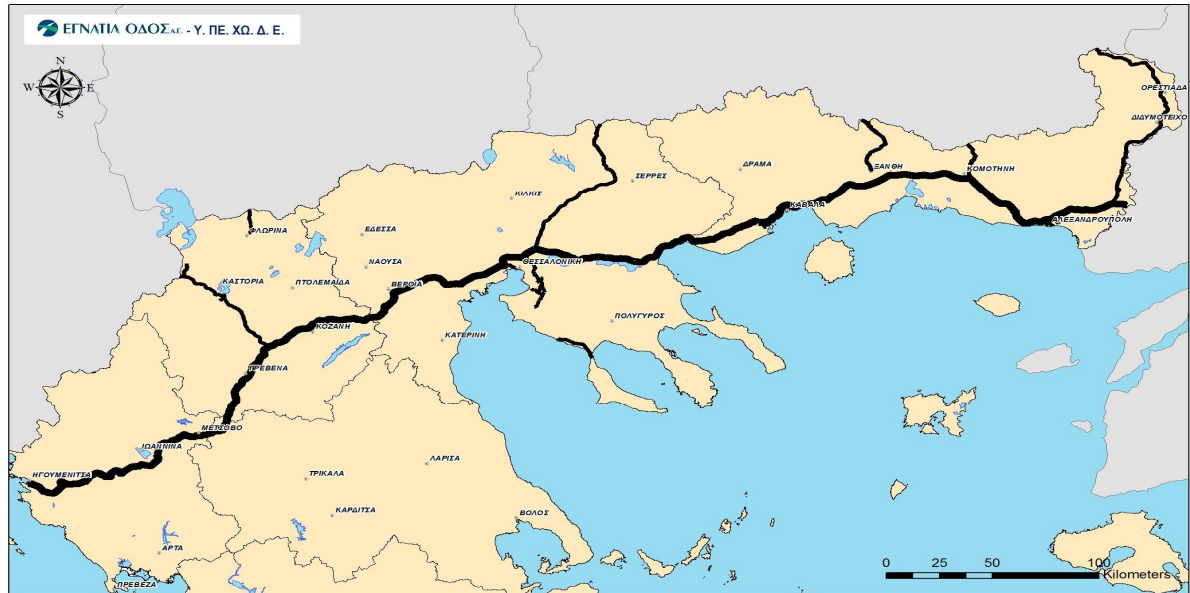 ΕΓΝΑΤΙΑ ΟΔΟΣ Α.Ε. - Υ. ΠΕ. ΧΩ. Δ. Ε.
N
W E
S
ΟΡΕΣΤΙΑΔΑ
ΔΙΔΥΜΟΤΕΙΧΟ
ΔΡΑΜΑ
ΞΑΝΘΗ
ΚΟΜΟΤΗΝΗ
ΣΕΡΡΕΣ
ΚΙΛΚΙΣ
ΚΑΒΑΛΑ
ΑΛΕΞΑΝΔΡΟΥΠΟΛΗ
ΦΛΩΡΙΝΑ
ΕΔΕΣΣΑ
ΝΑΟΥΣΑ
ΘΕΣΣΑΛΟΝΙΚΗ
ΚΑΣΤΟΡΙΑ
ΠΤΟΛΕΜΑΪΔΑ
ΒΕΡΟΙΑ
ΠΟΛΥΓΥΡΟΣ
ΚΟΖΑΝΗ
ΚΑΤΕΡΙΝΗ
ΓΡΕΒΕΝΑ
ΜΕΤΣΟΒΟ
ΙΩΑΝΝΙΝΑ
ΗΓΟΥΜΕΝΙΤΣΑ
ΛΑΡΙΣΑ
ΤΡΙΚΑΛΑ
ΚΑΡΔΙΤΣΑ
ΒΟΛΟΣ
ΑΡΤΑ
ΠΡΕΒΕΖΑ
0 25 50 100
Kilometers